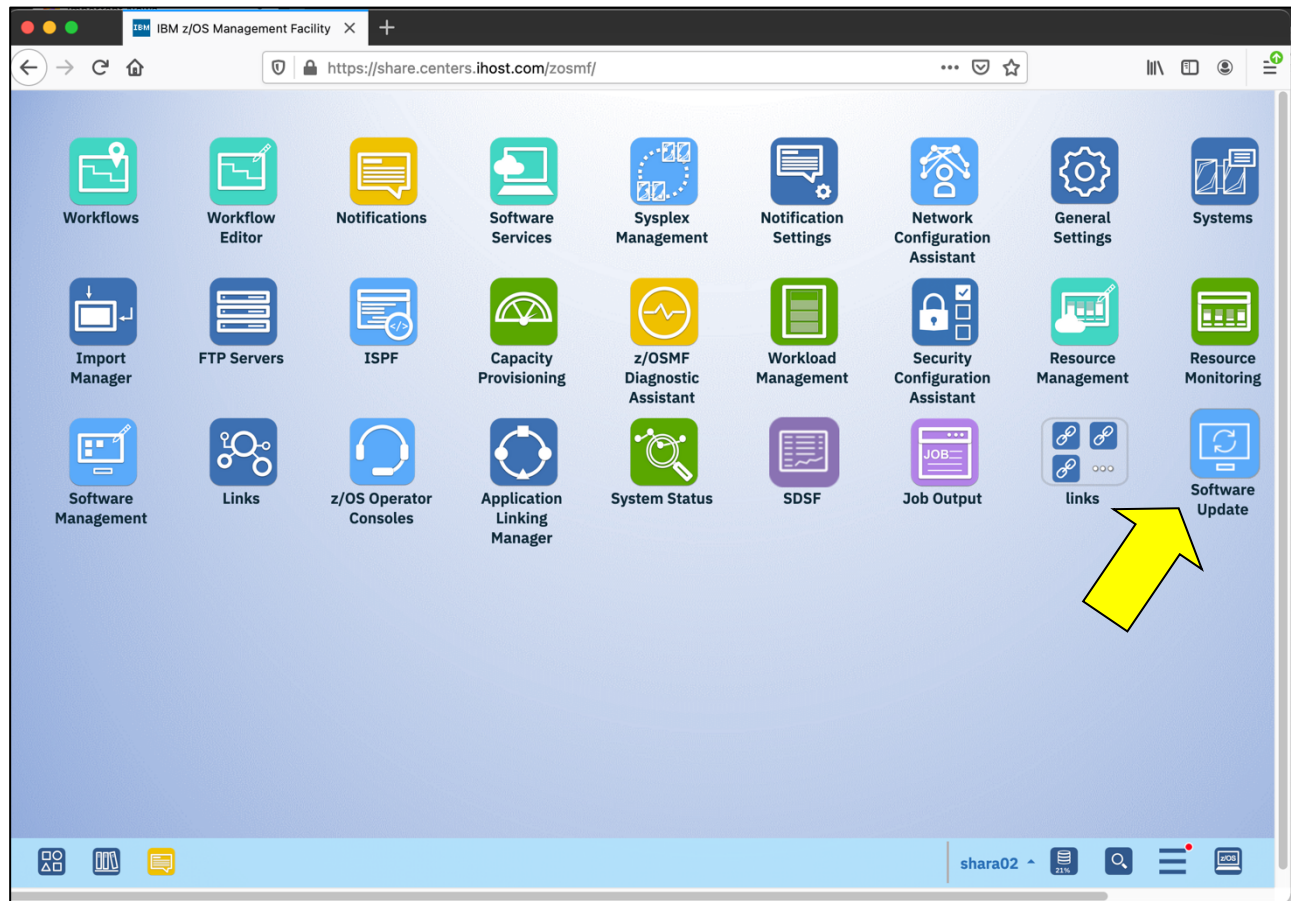 IBM IBM z/OS Management Facility
https://share.centers.ihost.com/zosmf/
Workflows
Workflow
Editor
Notifications
Software
Services
Sysplex
Management
Notification
Settings
Network
Configuration
Assistant
General
Settings
Systems
Import
Manager
FTP Servers
</>
ISPF
Capacity
Provisioning
z/OSMF
Diagnostic
Assistant
Workload
Management
Security
Configuration
Assistant
Resource
Management
Resource
Monitoring
Software
Management
Links
z/OS Operator
Consoles
Application
Linking
Manager
System Status
SDSF
JOB
Job Output
links
Software
Update
shara02
21%
z/OS